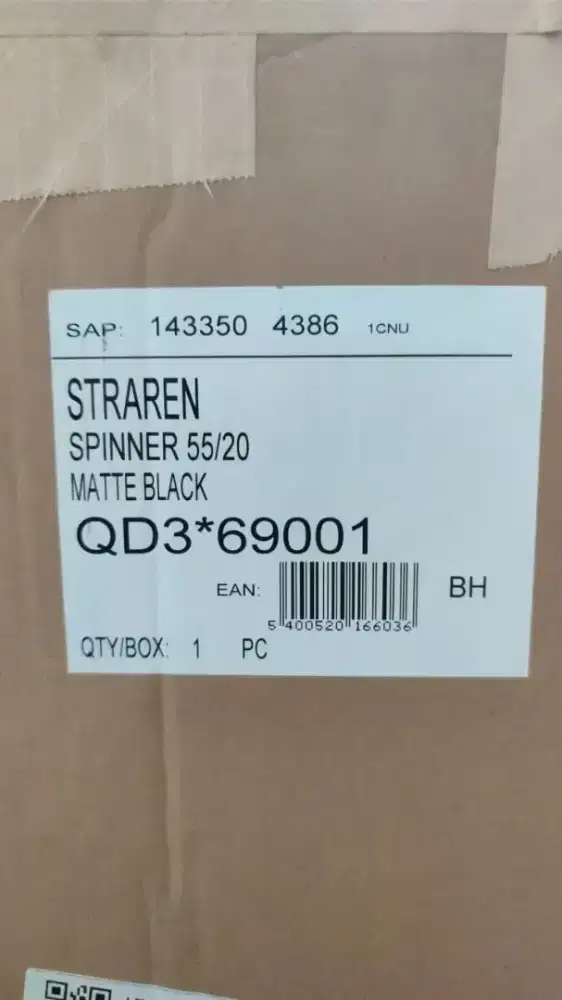 SAP: 143350 4386 1CNU
STRAREN
SPINNER 55/20
MATTE BLACK
QD3*69001
EAN:
BH
5 400520 166036
QTY/BOX: 1 PC